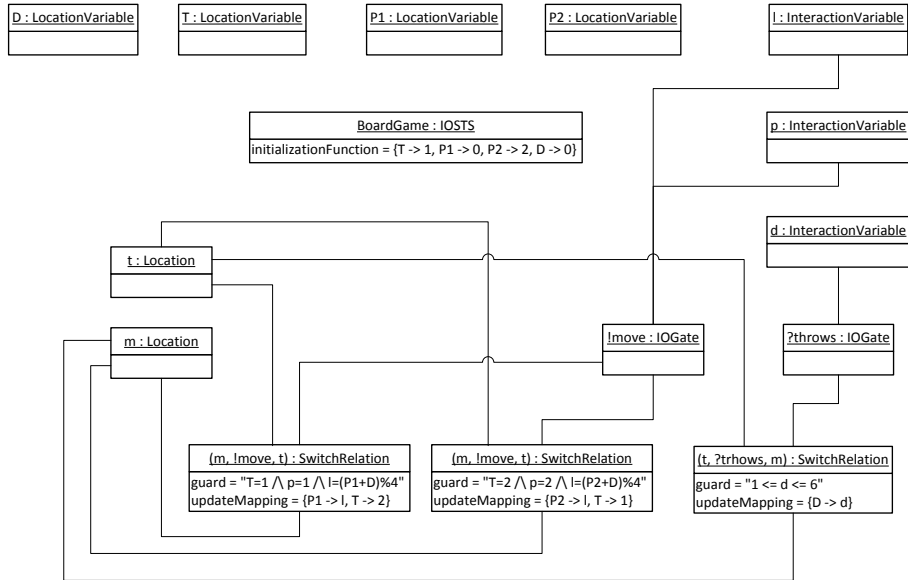 D : LocationVariable
T : LocationVariable
P1 : LocationVariable
P2 : LocationVariable
l : InteractionVariable
BoardGame : IOSTS
initializationFunction = {T -> 1, P1 -> 0, P2 -> 2, D -> 0}
p : InteractionVariable
d : InteractionVariable
t : Location
m : Location
!move : IOGate
?throws : IOGate
(m, !move, t) : SwitchRelation
guard = "T=1 /\ p=1 /\ l=(P1+D)%4"
updateMapping = {P1 -> l, T -> 2}
(m, !move, t) : SwitchRelation
guard = "T=2 /\ p=2 /\ l=(P2+D)%4"
updateMapping = {P2 -> l, T -> 1}
(t, ?trhows, m) : SwitchRelation
guard = "1 <= d <= 6"
updateMapping = {D -> d}